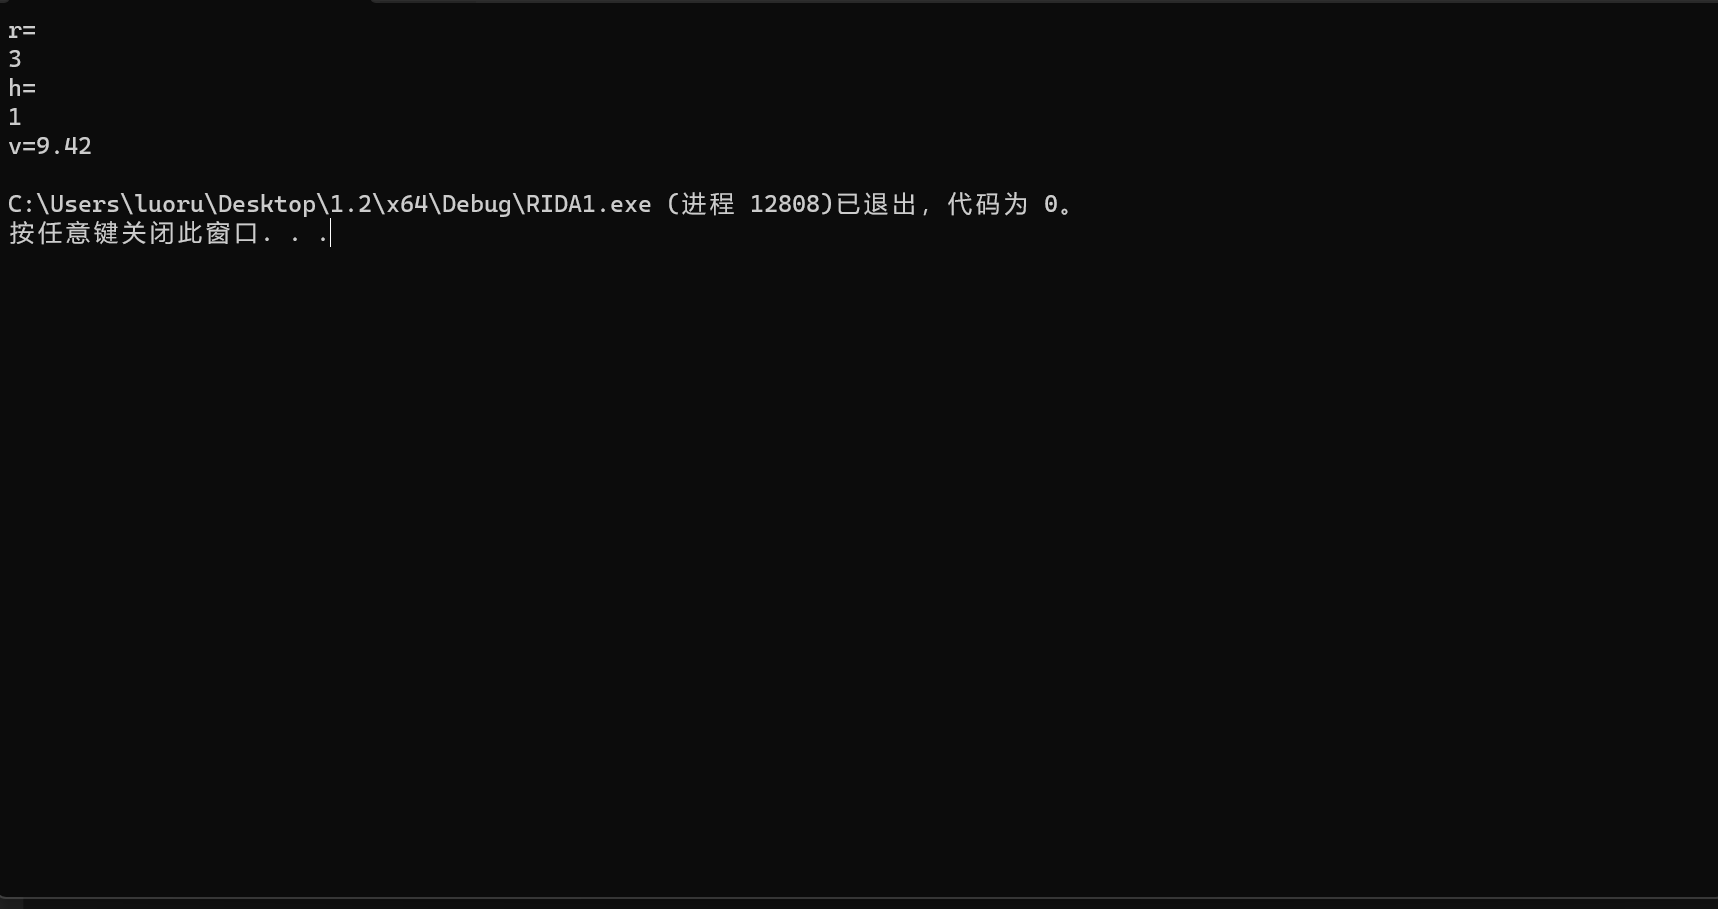 r=
3
h=
1
v=9.42
C:\Users\luoru\Desktop\1.2\x64\Debug\RIDA1.exe (进程 12808)已退出，代码为 0。
按任意键关闭此窗口. . .